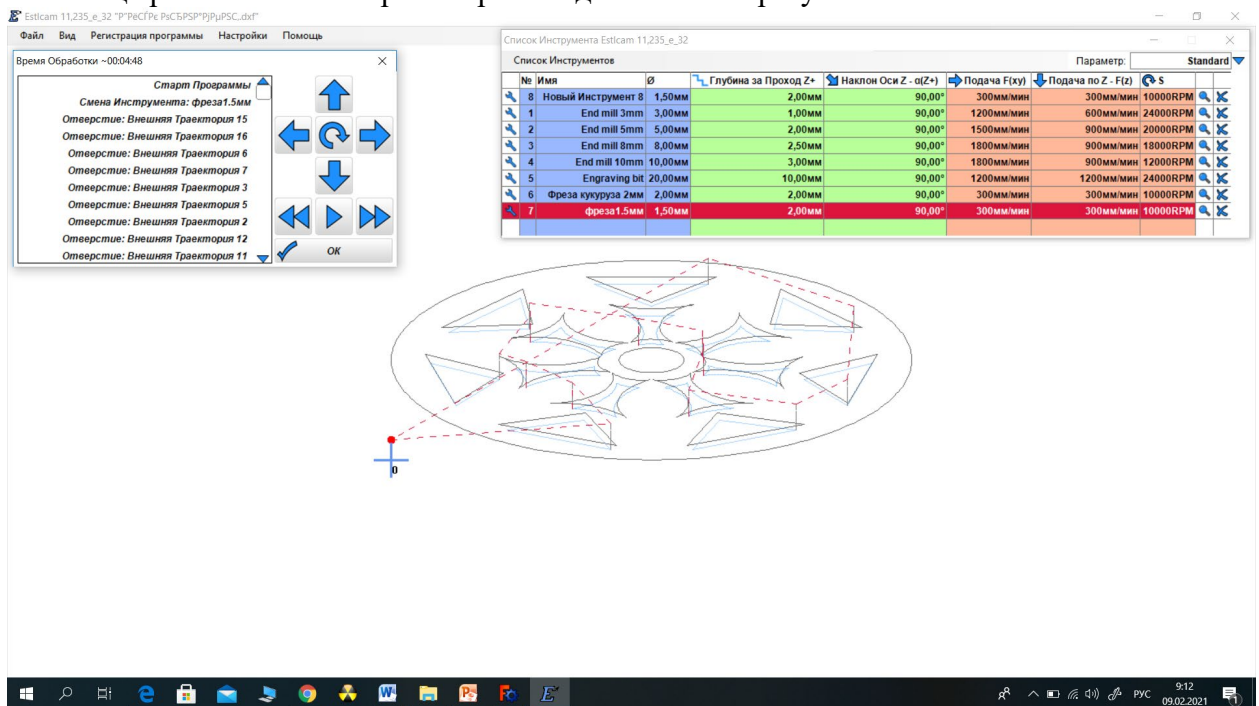 Estlcam 11,235_e_32 "Р“РєСЃРє РѕСЂРЅР°РјРµРЅС‚.dxf"
Файл Вид Регистрация программы Настройки Помощь
Время Обработки ~00:04:48
Старт Программы
Смена Инструмента: фреза1.5мм
Отверстие: Внешняя Траектория 15
Отверстие: Внешняя Траектория 16
Отверстие: Внешняя Траектория 6
Отверстие: Внешняя Траектория 7
Отверстие: Внешняя Траектория 3
Отверстие: Внешняя Траектория 5
Отверстие: Внешняя Траектория 2
Отверстие: Внешняя Траектория 12
Отверстие: Внешняя Траектория 11
ОК
Список Инструмента Estlcam 11,235_e_32
Список Инструментов Параметр: Standard
№ Имя Ø Глубина за Проход Z+ Наклон Оси Z - α(Z+) Подача F(xy) Подача по Z - F(z) S
8 Новый Инструмент 8 1,50мм 2,00мм 90,00° 300мм/мин 300мм/мин 10000RPM
1 End mill 3mm 3,00мм 1,00мм 90,00° 1200мм/мин 600мм/мин 24000RPM
2 End mill 5mm 5,00мм 2,00мм 90,00° 1500мм/мин 900мм/мин 20000RPM
3 End mill 8mm 8,00мм 2,50мм 90,00° 1800мм/мин 900мм/мин 18000RPM
4 End mill 10mm 10,00мм 3,00мм 90,00° 1800мм/мин 900мм/мин 12000RPM
5 Engraving bit 20,00мм 10,00мм 90,00° 1200мм/мин 1200мм/мин 24000RPM
6 Фреза кукуруза 2мм 2,00мм 2,00мм 90,00° 300мм/мин 300мм/мин 10000RPM
7 фреза1.5мм 1,50мм 2,00мм 90,00° 300мм/мин 300мм/мин 10000RPM
0
РУС
9:12
09.02.2021
1